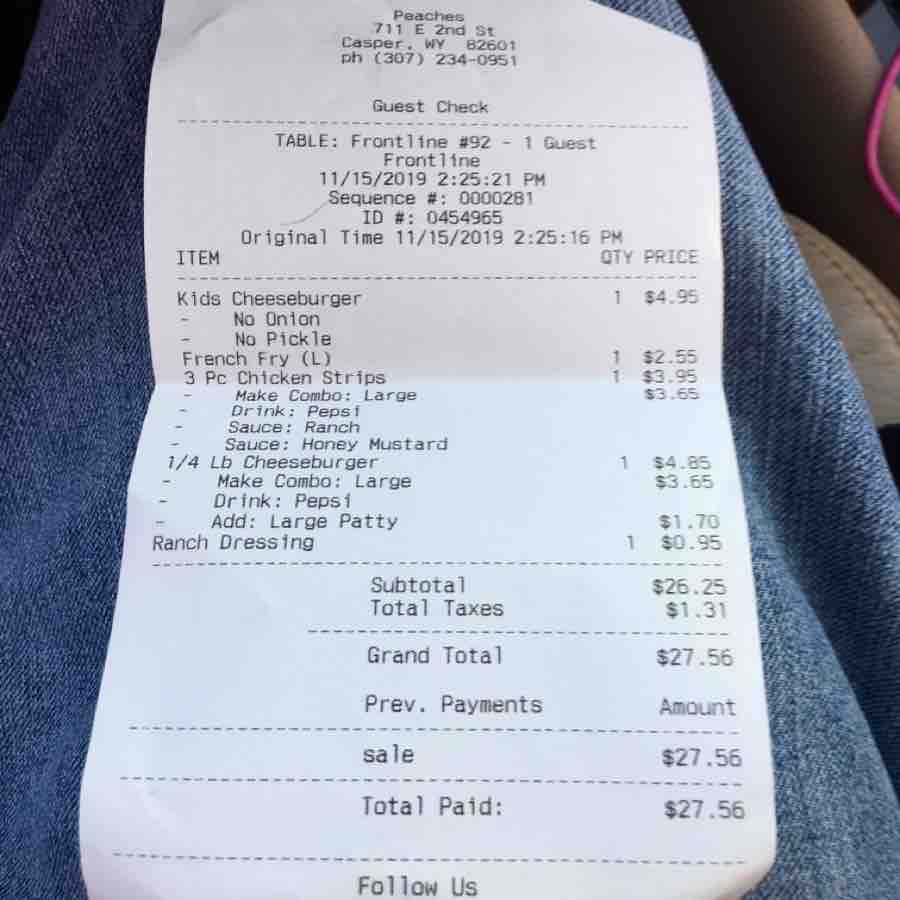 Peaches
711 E 2nd St
Casper, WY 82601
ph (307) 234-0951
Guest Check
TABLE: Frontline #92 - 1 Guest
Frontline
11/15/2019 2:25:21 PM
Sequence #: 0000281
ID #: 0454965
Original Time 11/15/2019 2:25:16 PM
ITEM QTY PRICE
Kids Cheeseburger 1 $4.95
- No Onion
- No Pickle
French Fry (L) 1 $2.55
3 Pc Chicken Strips 1 $3.95
- Make Combo: Large $3.65
- Drink: Pepsi
- Sauce: Ranch
- Sauce: Honey Mustard
1/4 Lb Cheeseburger 1 $4.85
- Make Combo: Large $3.65
- Drink: Pepsi
- Add: Large Patty $1.70
Ranch Dressing 1 $0.95
Subtotal $26.25
Total Taxes $1.31
Grand Total $27.56
Prev. Payments Amount
sale $27.56
Total Paid: $27.56
Follow Us